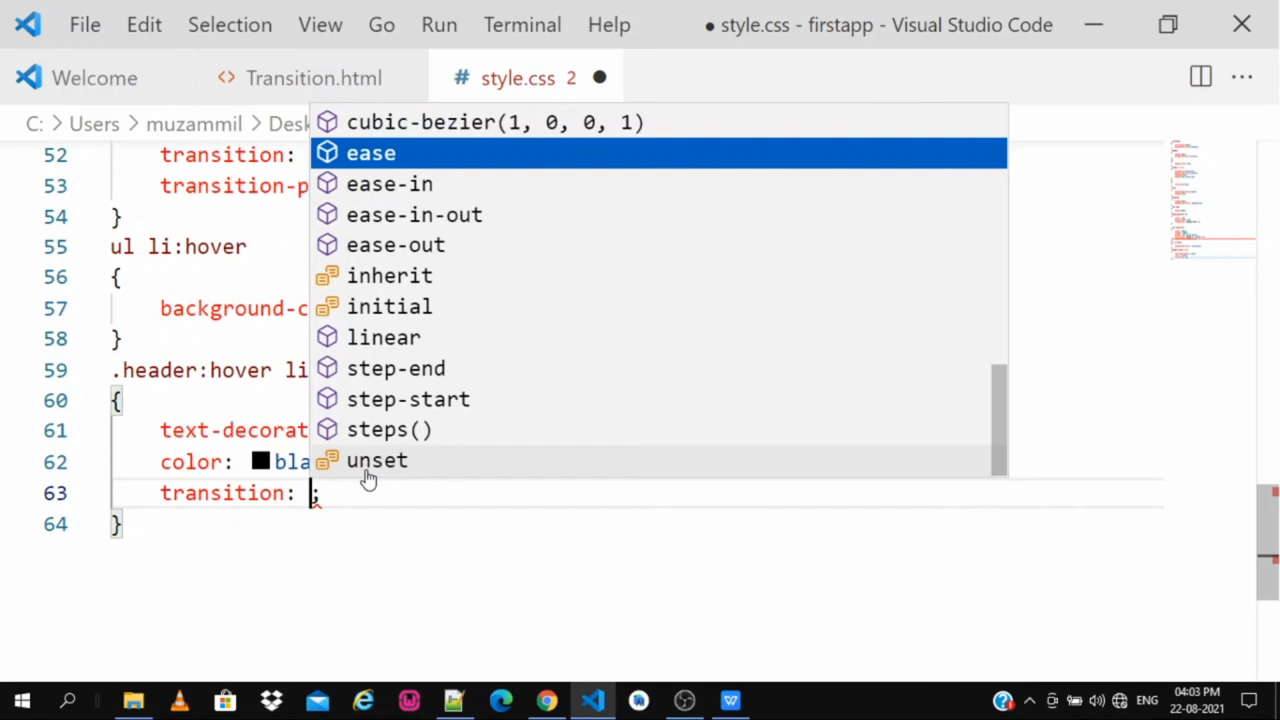 File Edit Selection View Go Run Terminal Help ● style.css - firstapp - Visual Studio Code
Welcome <> Transition.html # style.css 2
C: > Users > muzammil > Desk
cubic-bezier(1, 0, 0, 1)
52 transition: ease
53 transition-p ease-in
54 } ease-in-out
55 ul li:hover ease-out
56 { inherit
57 background-c initial
58 } linear
59 .header:hover li step-end
60 { step-start
61 text-decorat steps()
62 color: bla unset
63 transition: ;
64 }
ENG 04:03 PM
22-08-2021